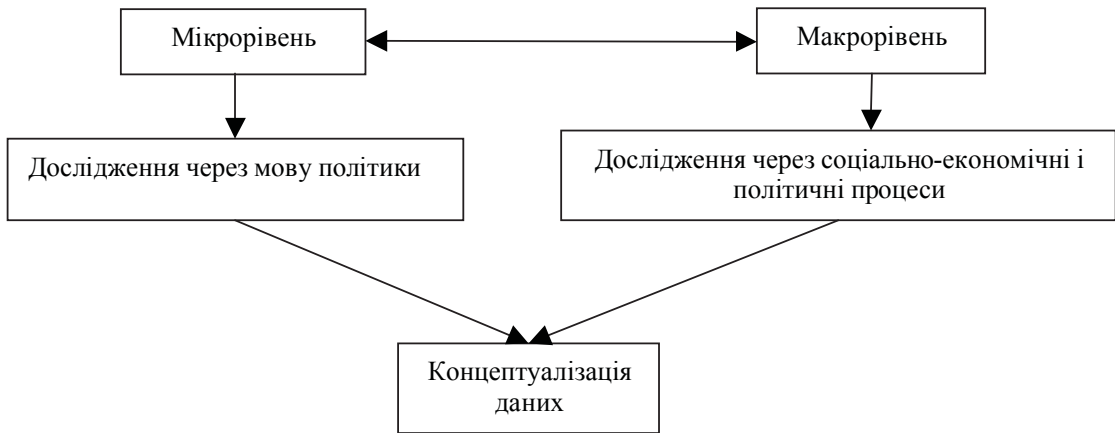 Мікрорівень
Макрорівень
Дослідження через мову політики
Дослідження через соціально-економічні і
політичні процеси
Концептуалізація
даних